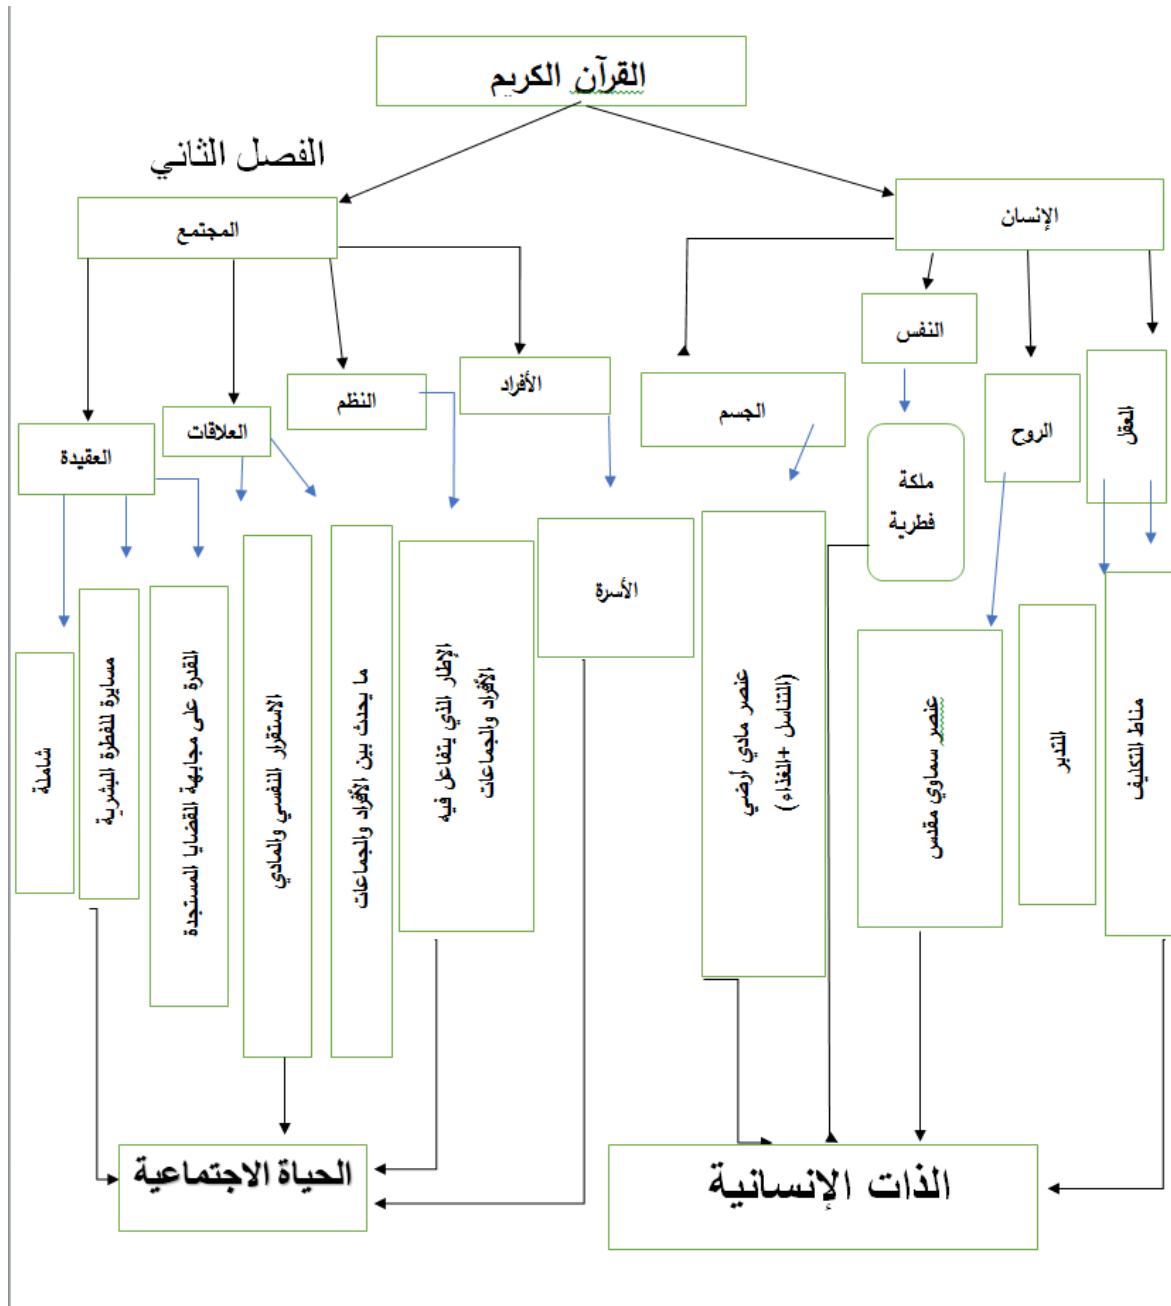 القرآن الكريم
الفصل الثاني
الإنسان
المجتمع
النفس
العقل
الروح
الجسم
الأفراد
النظم
العلاقات
العقيدة
ملكة
فطرية
مناط التكليف
التدبر
عنصر سماوي مقدس
عنصر مادي أرضي
(التناسل +الغذاء )
الأسرة
الإطار الذي يتفاعل فيه
الأفراد والجماعات
ما يحدث بين الأفراد والجماعات
الاستقرار النفسي والمادي
القدرة على مجابهة القضايا المستجدة
مسايرة للفطرة البشرية
شاملة
الذات الإنسانية
الحياة الاجتماعية